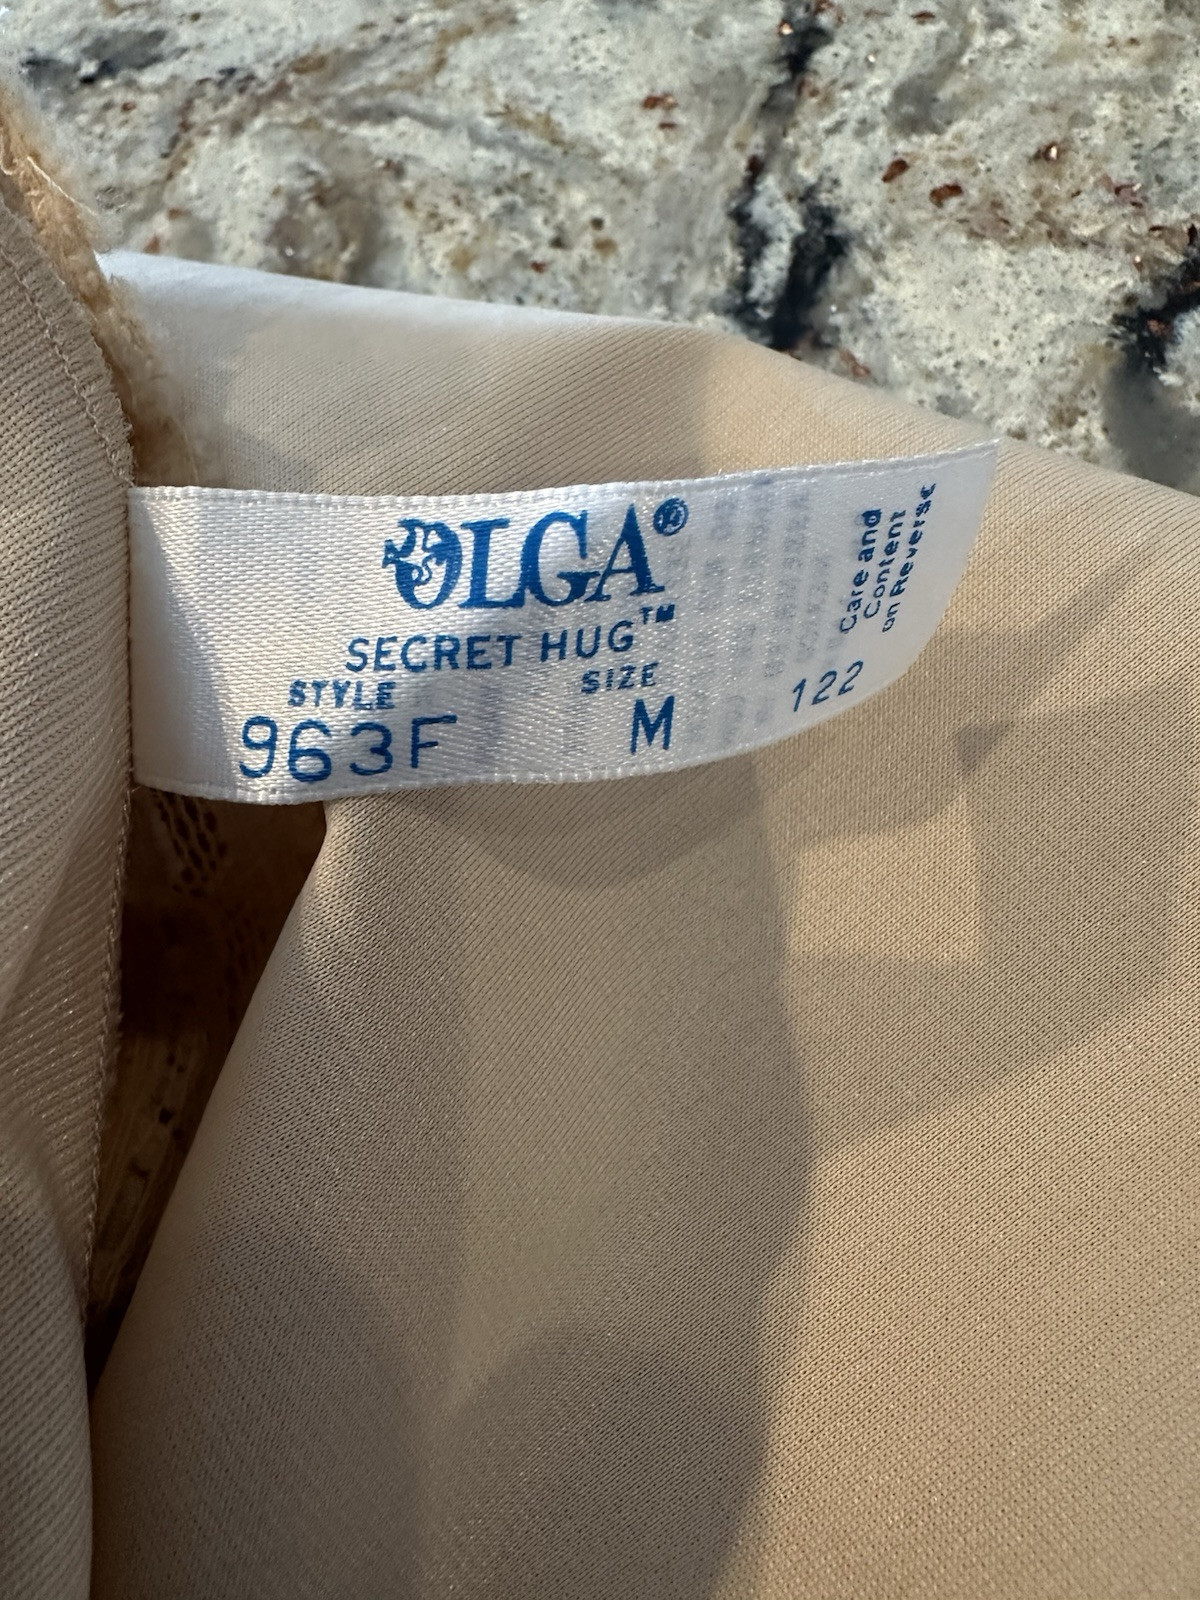 OLGA®
SECRET HUG™
STYLE SIZE
963F M
122
Care and
Content
on Reverse